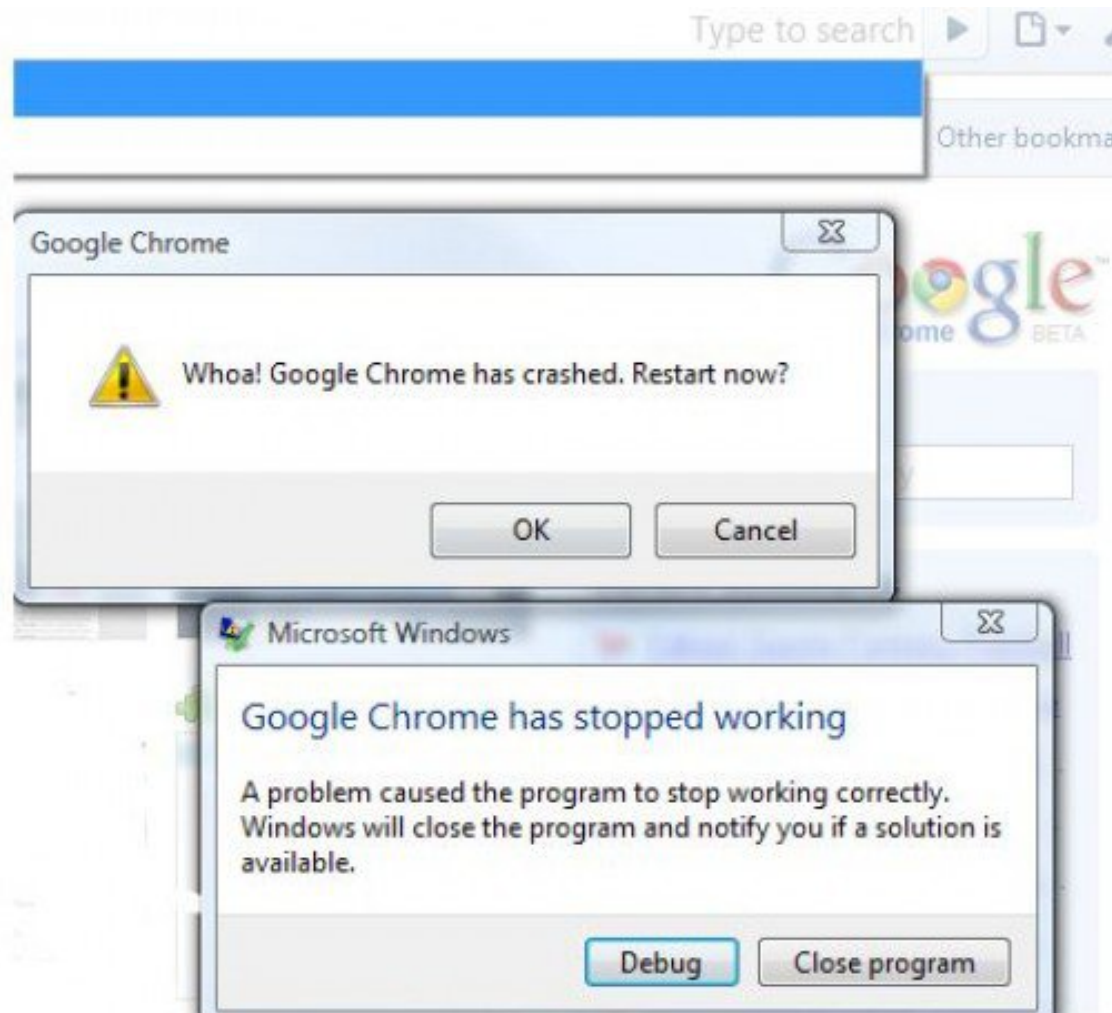 Type to search
Other bookma
Google Chrome
ogle
ome BETA
Whoa! Google Chrome has crashed. Restart now?
OK Cancel
Microsoft Windows
Google Chrome has stopped working
A problem caused the program to stop working correctly.
Windows will close the program and notify you if a solution is
available.
Debug Close program